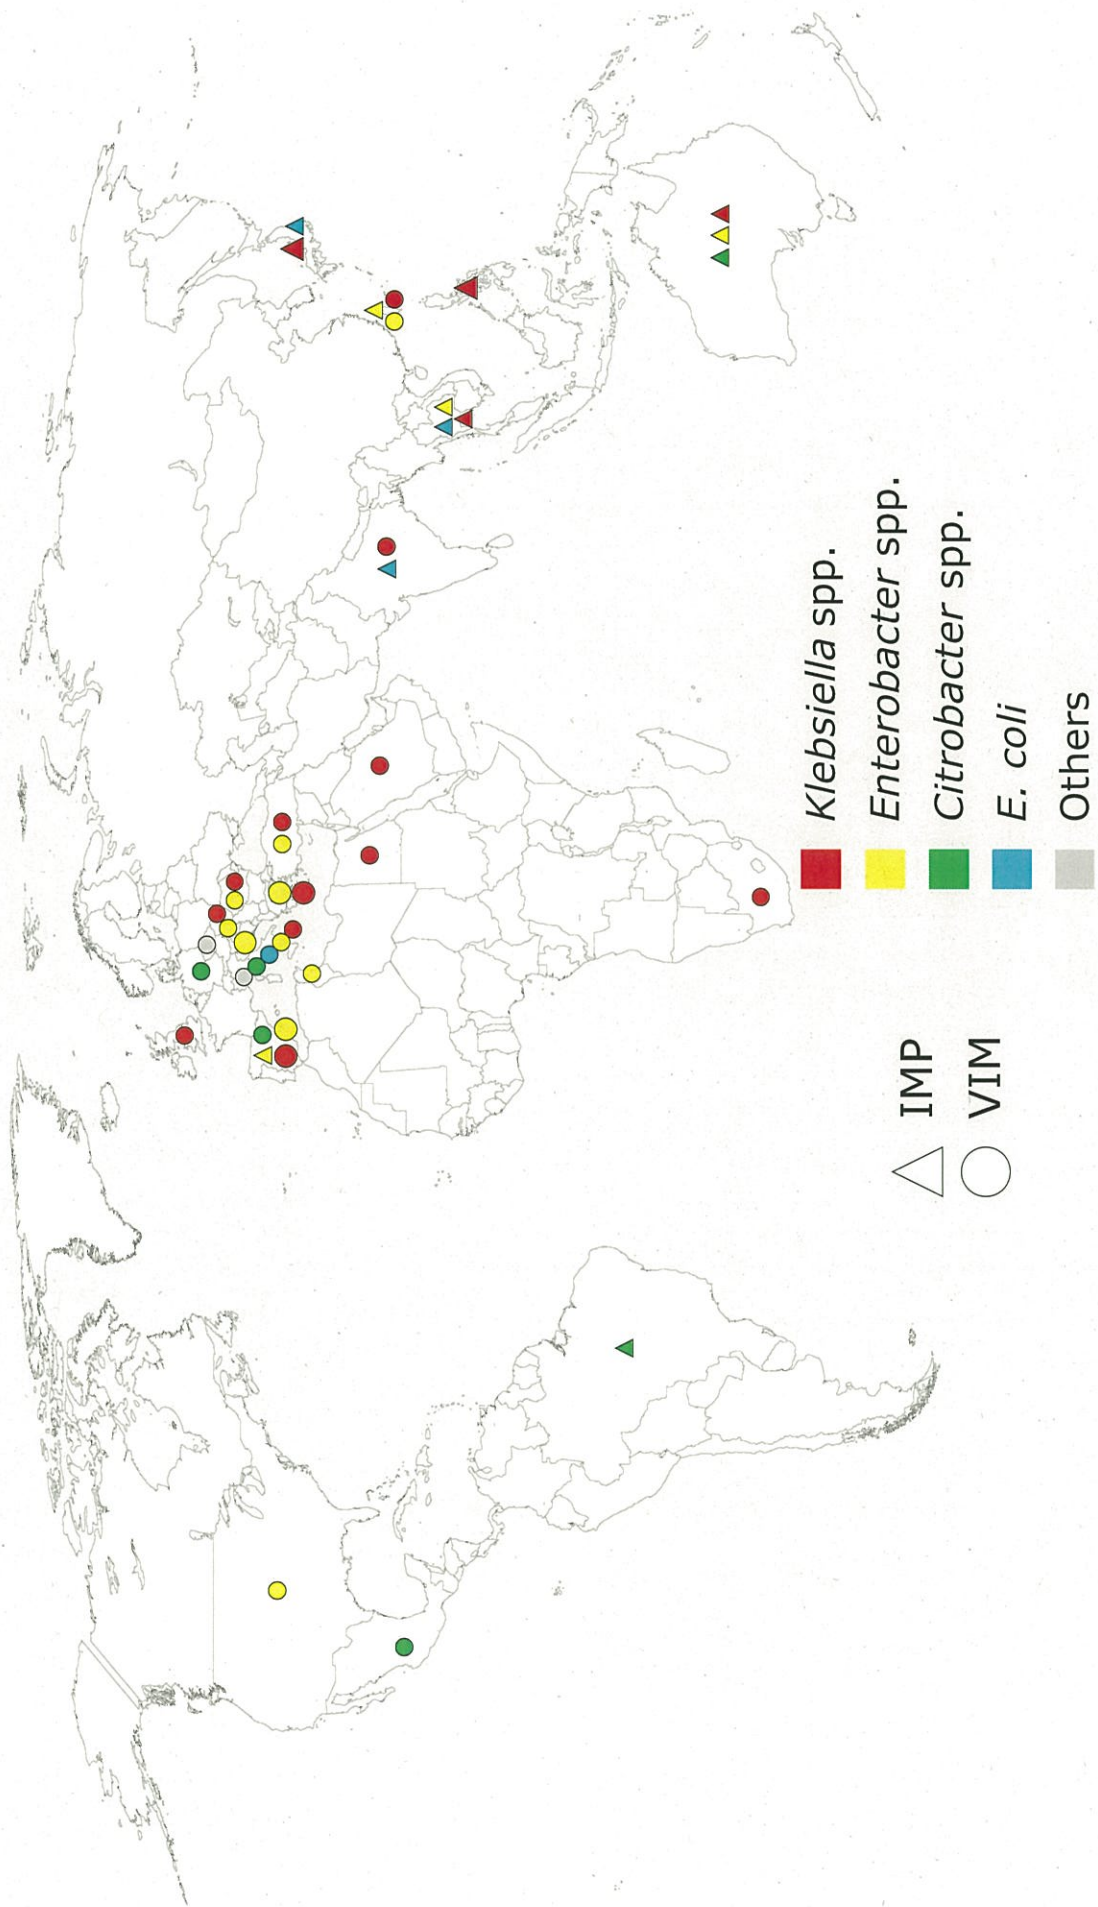 IMP
VIM
Klebsiella spp.
Enterobacter spp.
Citrobacter spp.
E. coli
Others